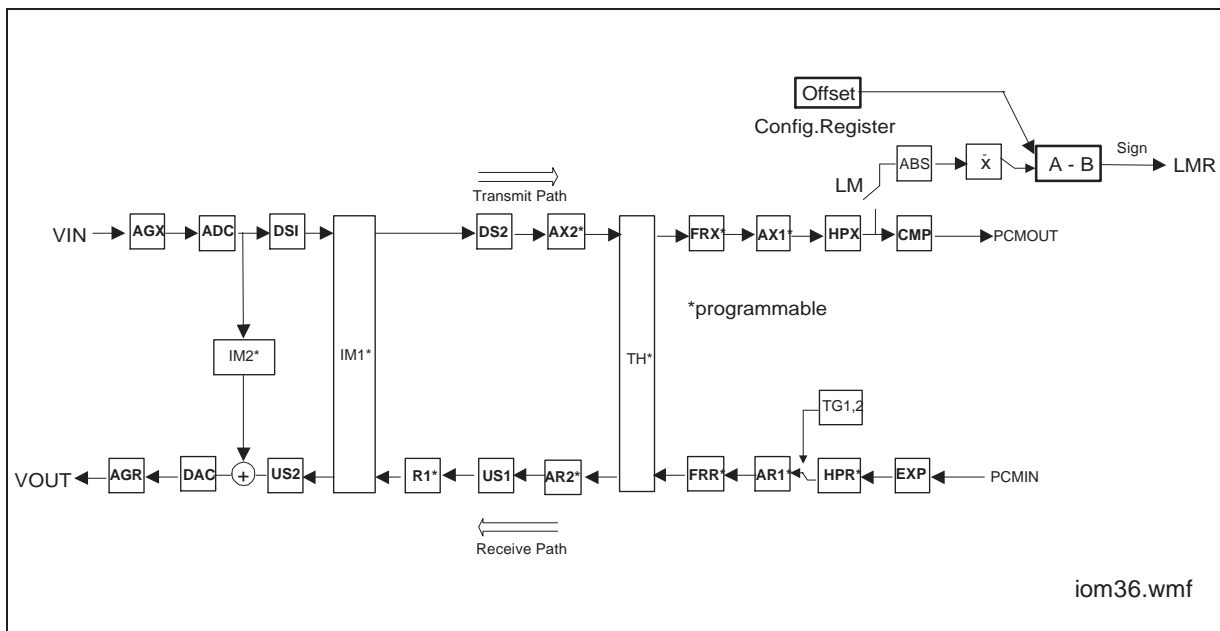 Offset
Config.Register
Sign
ABS
x̄
A - B
LMR
LM
Transmit Path
VIN
AGX
ADC
DSI
DS2
AX2*
FRX*
AX1*
HPX
CMP
PCMOUT
*programmable
IM2*
IM1*
TH*
TG1,2
VOUT
AGR
DAC
+
US2
R1*
US1
AR2*
FRR*
AR1*
HPR*
EXP
PCMIN
Receive Path
iom36.wmf